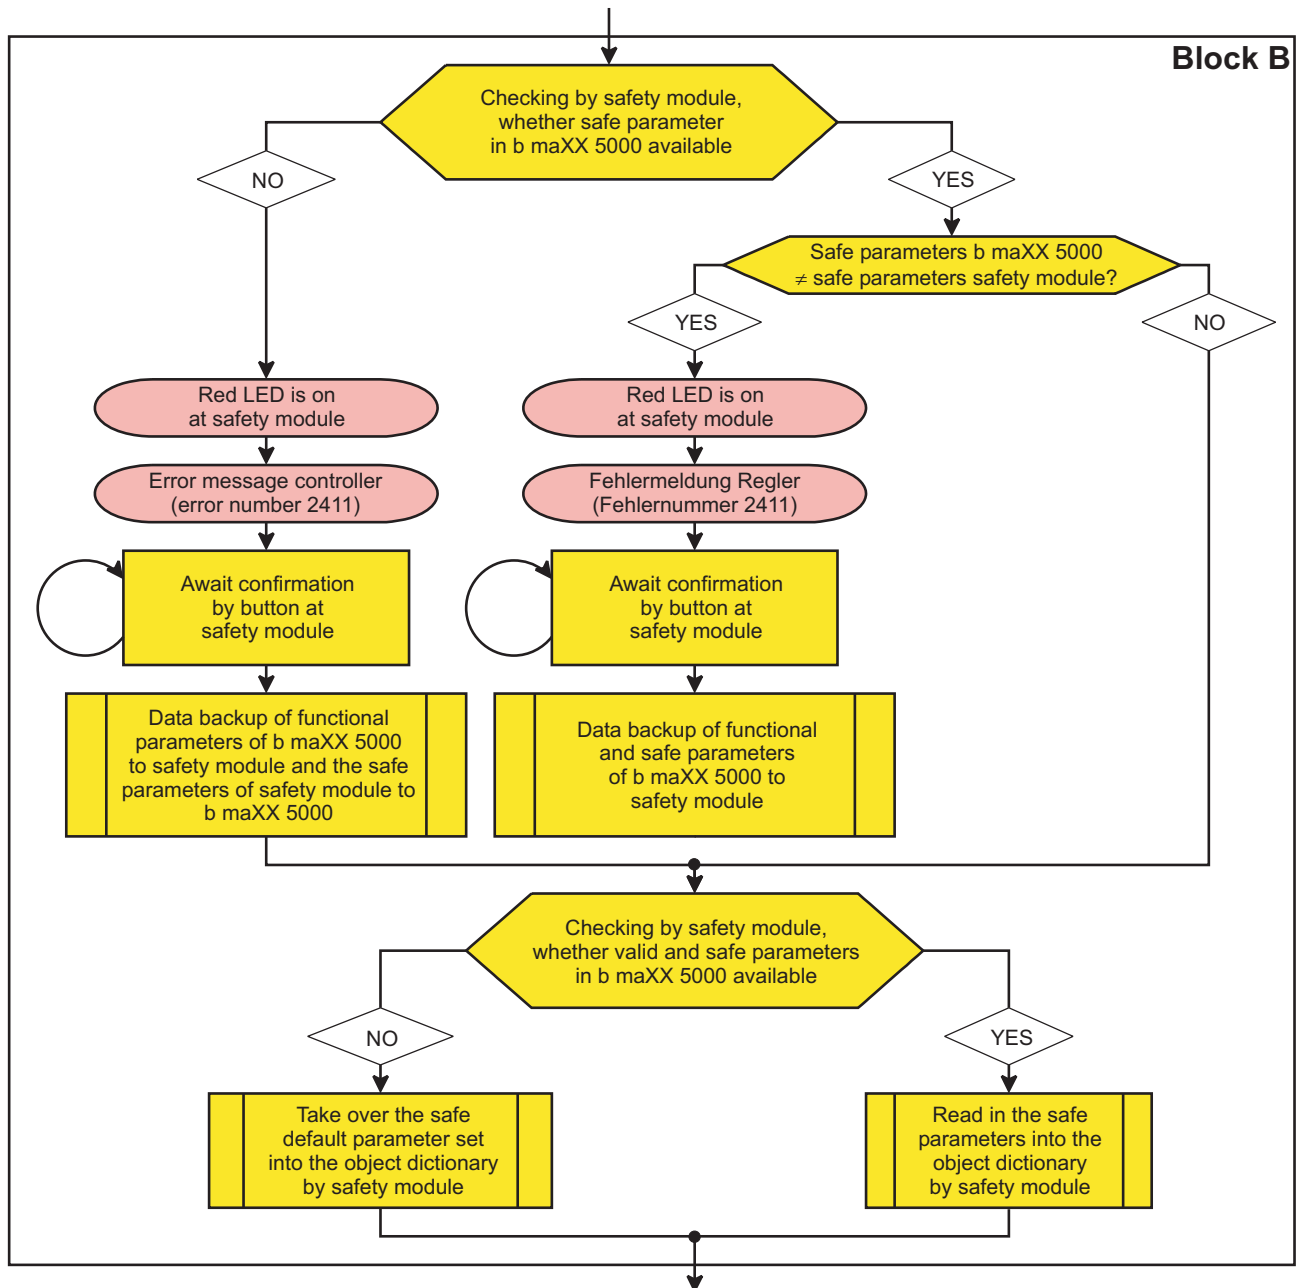 Block B
Checking by safety module,
whether safe parameter
in b maXX 5000 available
NO
YES
Safe parameters b maXX 5000
≠ safe parameters safety module?
YES
NO
Red LED is on
at safety module
Red LED is on
at safety module
Error message controller
(error number 2411)
Fehlermeldung Regler
(Fehlernummer 2411)
Await confirmation
by button at
safety module
Await confirmation
by button at
safety module
Data backup of functional
parameters of b maXX 5000
to safety module and the safe
parameters of safety module to
b maXX 5000
Data backup of functional
and safe parameters
of b maXX 5000 to
safety module
Checking by safety module,
whether valid and safe parameters
in b maXX 5000 available
NO
YES
Take over the safe
default parameter set
into the object dictionary
by safety module
Read in the safe
parameters into the
object dictionary
by safety module